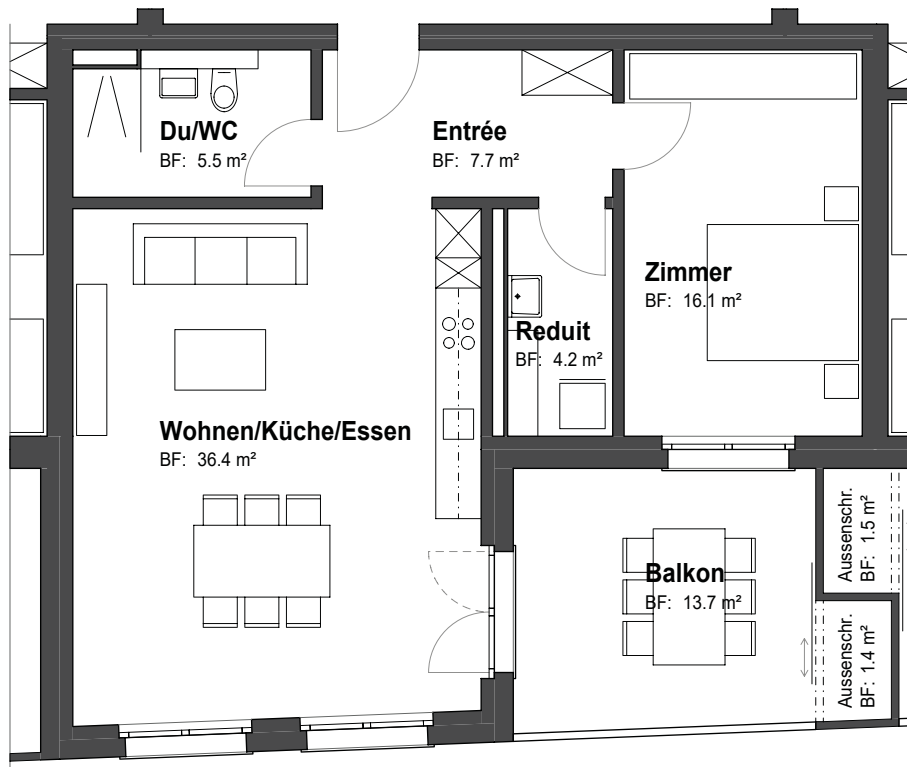 Du/WC
BF: 5.5 m²
Entrée
BF: 7.7 m²
Zimmer
BF: 16.1 m²
Reduit
BF: 4.2 m²
Wohnen/Küche/Essen
BF: 36.4 m²
Balkon
BF: 13.7 m²
Aussenschr.
BF: 1.5 m²
Aussenschr.
BF: 1.4 m²